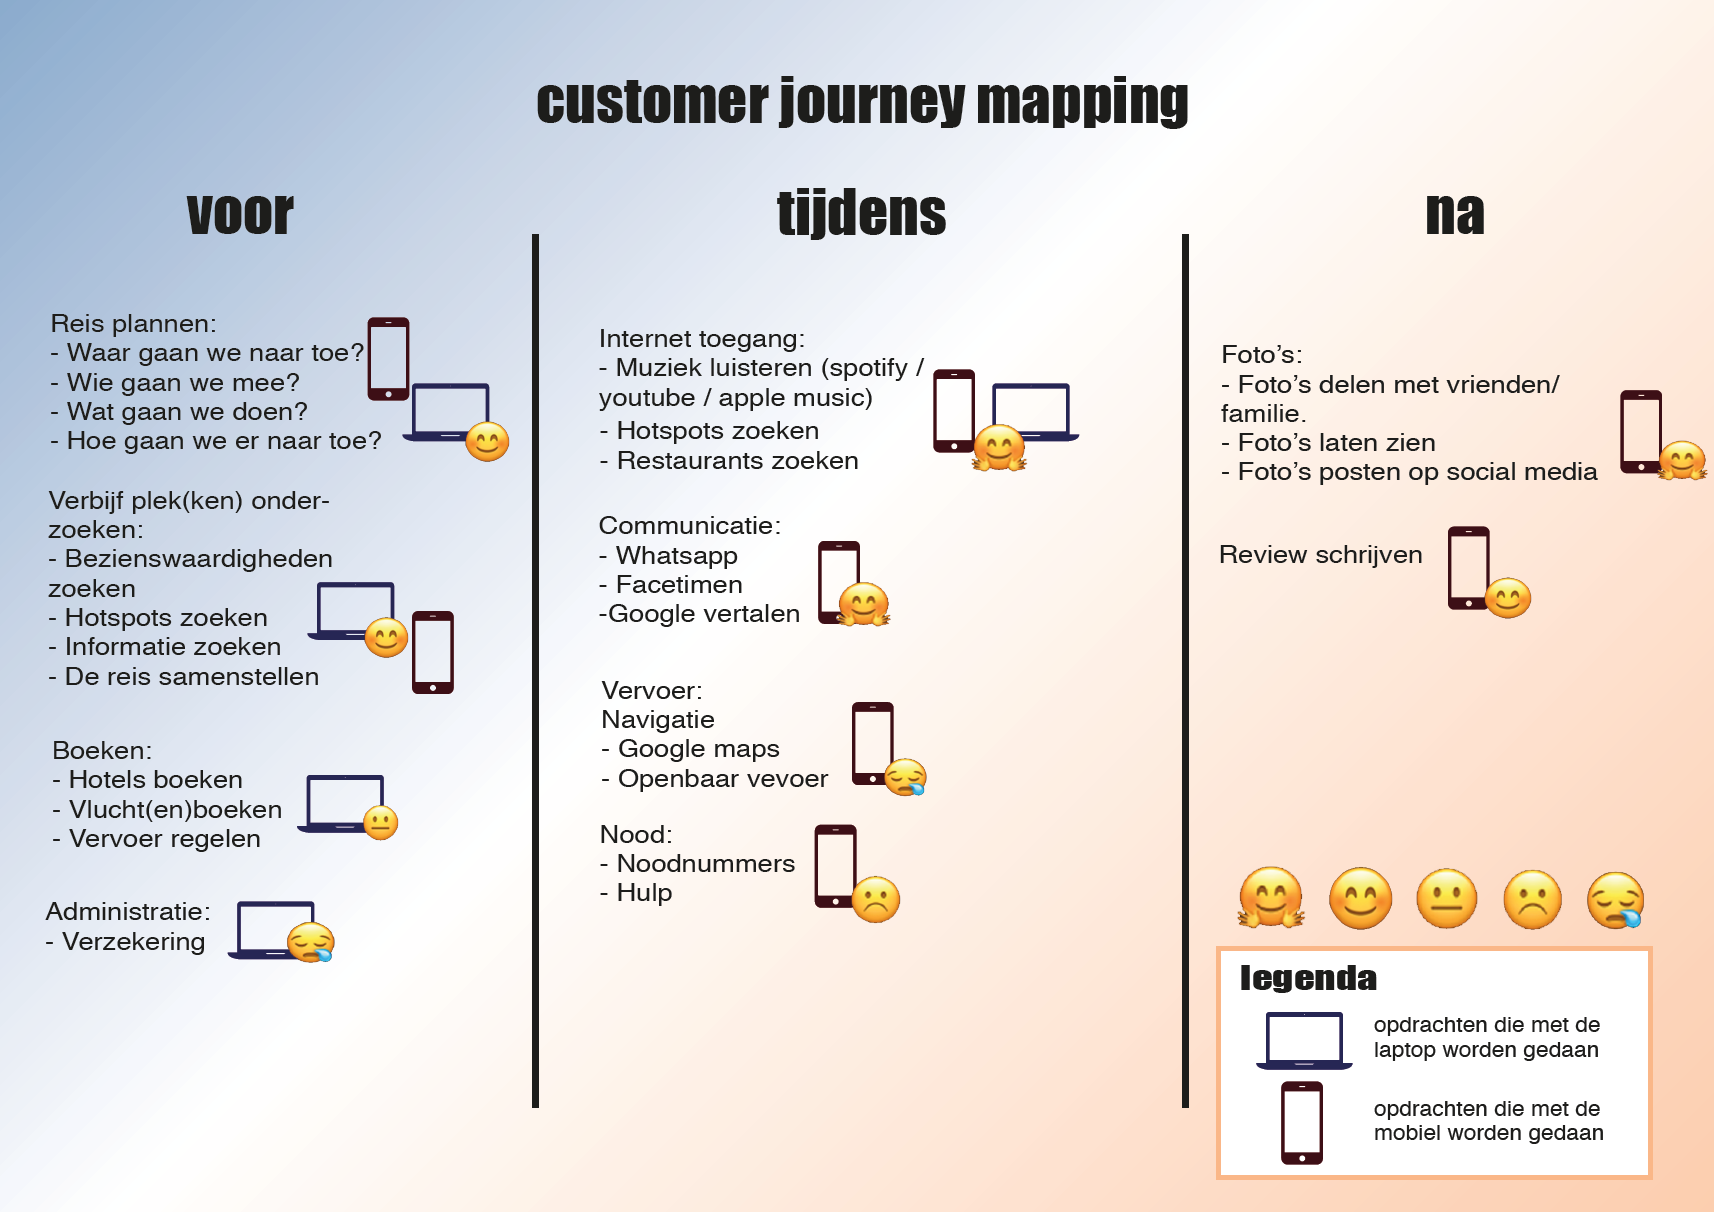 customer journey mapping
voor
Reis plannen:
- Waar gaan we naar toe?
- Wie gaan we mee?
- Wat gaan we doen?
- Hoe gaan we er naar toe?
Verbijf plek(ken) onder-
zoeken:
- Bezienswaardigheden
zoeken
- Hotspots zoeken
- Informatie zoeken
- De reis samenstellen
Boeken:
- Hotels boeken
- Vlucht(en)boeken
- Vervoer regelen
Administratie:
- Verzekering
tijdens
Internet toegang:
- Muziek luisteren (spotify /
youtube / apple music)
- Hotspots zoeken
- Restaurants zoeken
Communicatie:
- Whatsapp
- Facetimen
-Google vertalen
Vervoer:
Navigatie
- Google maps
- Openbaar vevoer
Nood:
- Noodnummers
- Hulp
na
Foto's:
- Foto's delen met vrienden/
familie.
- Foto's laten zien
- Foto's posten op social media
Review schrijven
legenda
opdrachten die met de
laptop worden gedaan
opdrachten die met de
mobiel worden gedaan